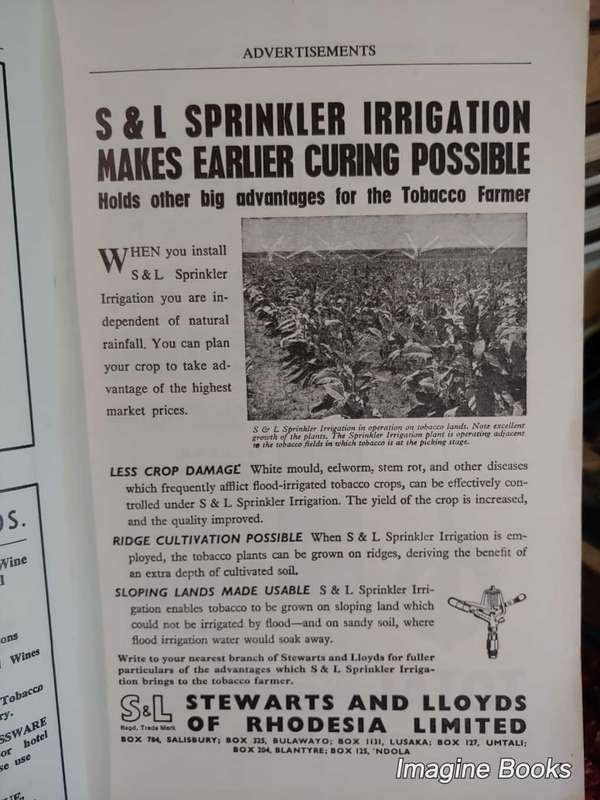 ADVERTISEMENTS
S & L SPRINKLER IRRIGATION
MAKES EARLIER CURING POSSIBLE
Holds other big advantages for the Tobacco Farmer
WHEN you install
S & L Sprinkler
Irrigation you are in-
dependent of natural
rainfall. You can plan
your crop to take ad-
vantage of the highest
market prices.
S & L Sprinkler Irrigation in operation on tobacco lands. Note excellent
growth of the plants. The Sprinkler Irrigation plant is operating adjacent
to the tobacco fields in which tobacco is at the picking stage.
LESS CROP DAMAGE White mould, eelworm, stem rot, and other diseases
which frequently afflict flood-irrigated tobacco crops, can be effectively con-
trolled under S & L Sprinkler Irrigation. The yield of the crop is increased,
and the quality improved.
RIDGE CULTIVATION POSSIBLE When S & L Sprinkler Irrigation is em-
ployed, the tobacco plants can be grown on ridges, deriving the benefit of
an extra depth of cultivated soil.
SLOPING LANDS MADE USABLE S & L Sprinkler Irri-
gation enables tobacco to be grown on sloping land which
could not be irrigated by flood—and on sandy soil, where
flood irrigation water would soak away.
Write to your nearest branch of Stewarts and Lloyds for fuller
particulars of the advantages which S & L Sprinkler Irriga-
tion brings to the tobacco farmer.
S&L
Regd. Trade Mark
STEWARTS AND LLOYDS
OF RHODESIA LIMITED
BOX 784, SALISBURY; BOX 325, BULAWAYO; BOX 1131, LUSAKA; BOX 127, UMTALI;
BOX 204, BLANTYRE; BOX 125, 'NDOLA
Wine
Wines
Tobacco
or hotel
use
Imagine Books